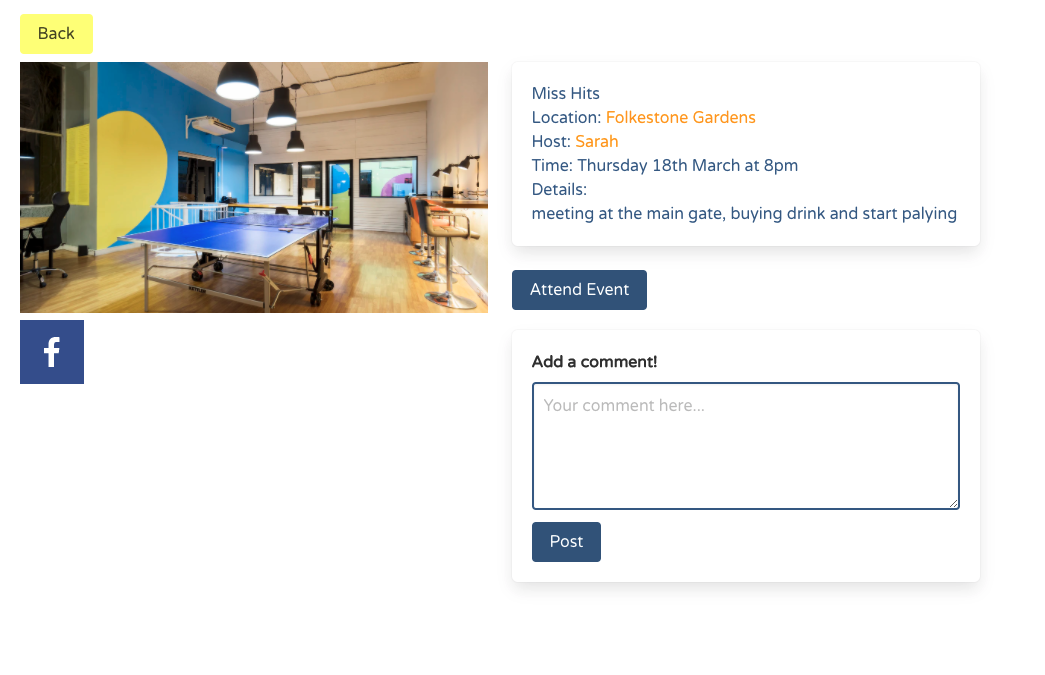 Back
Miss Hits
Location: Folkestone Gardens
Host: Sarah
Time: Thursday 18th March at 8pm
Details:
meeting at the main gate, buying drink and start palying
Attend Event
Add a comment!
Your comment here...
Post